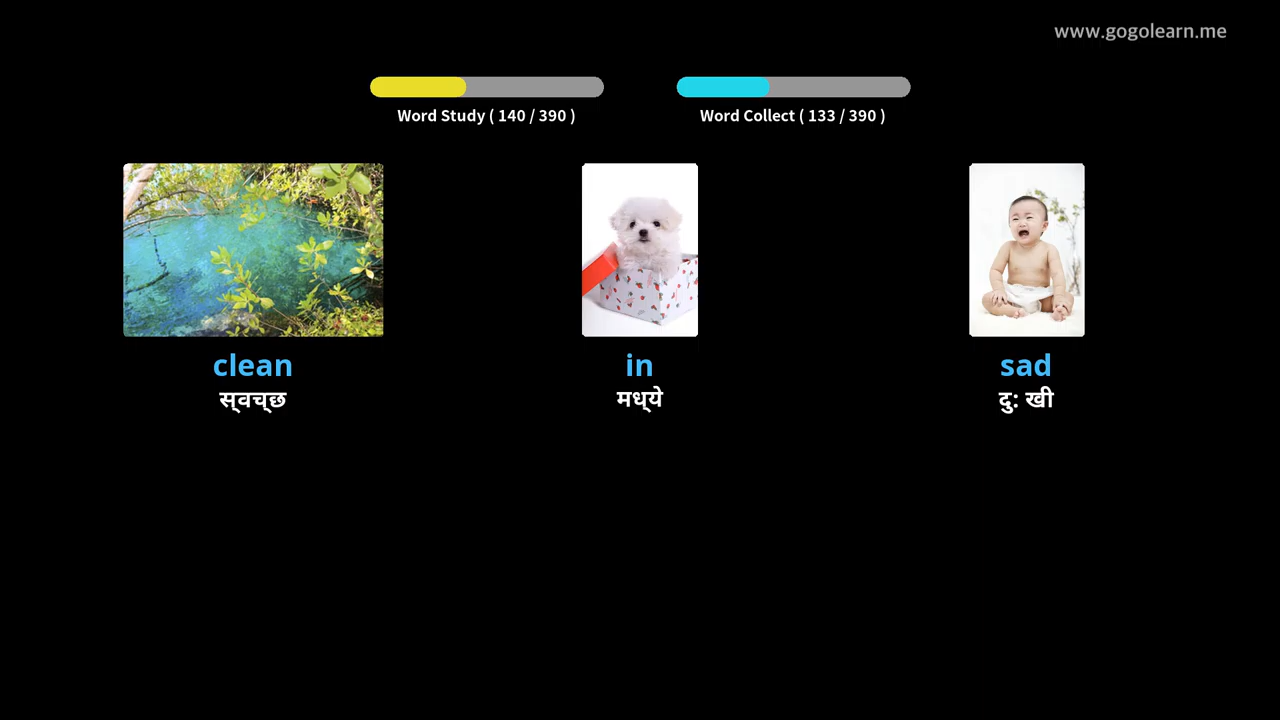 www.gogolearn.me
Word Study ( 140 / 390 )
Word Collect ( 133 / 390 )
clean
स्‌वच्‌छ
in
मध्‌ये
sad
दु: खी